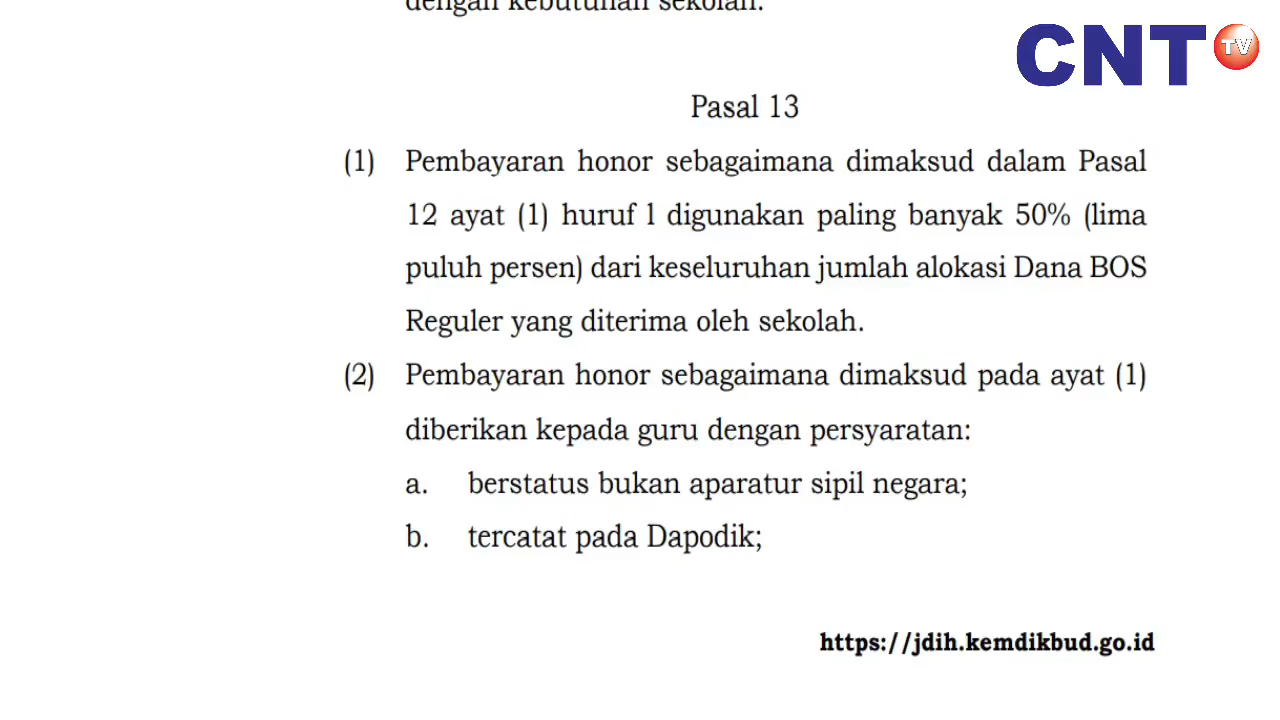 dengan kebutuhan sekolah.
CNT TV
Pasal 13
(1) Pembayaran honor sebagaimana dimaksud dalam Pasal
12 ayat (1) huruf l digunakan paling banyak 50% (lima
puluh persen) dari keseluruhan jumlah alokasi Dana BOS
Reguler yang diterima oleh sekolah.
(2) Pembayaran honor sebagaimana dimaksud pada ayat (1)
diberikan kepada guru dengan persyaratan:
a. berstatus bukan aparatur sipil negara;
b. tercatat pada Dapodik;
https://jdih.kemdikbud.go.id